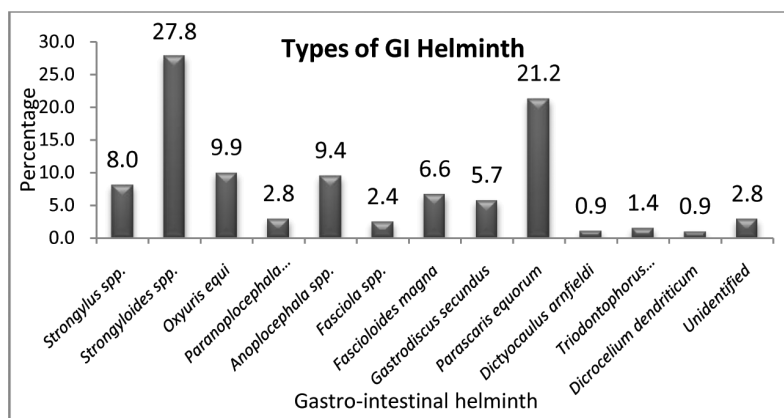 Types of GI Helminth
Percentage
30.0
25.0
20.0
15.0
10.0
5.0
0.0
8.0
27.8
9.9
2.8
9.4
2.4
6.6
5.7
21.2
0.9
1.4
0.9
2.8
Strongylus spp.
Strongyloides spp.
Oxyuris equi
Paranoplocephala...
Anoplocephala spp.
Fasciola spp.
Fascioloides magna
Gastrodiscus secundus
Parascaris equorum
Dictyocaulus arnfieldi
Triodontophorus...
Dicrocelium dendriticum
Unidentified
Gastro-intestinal helminth